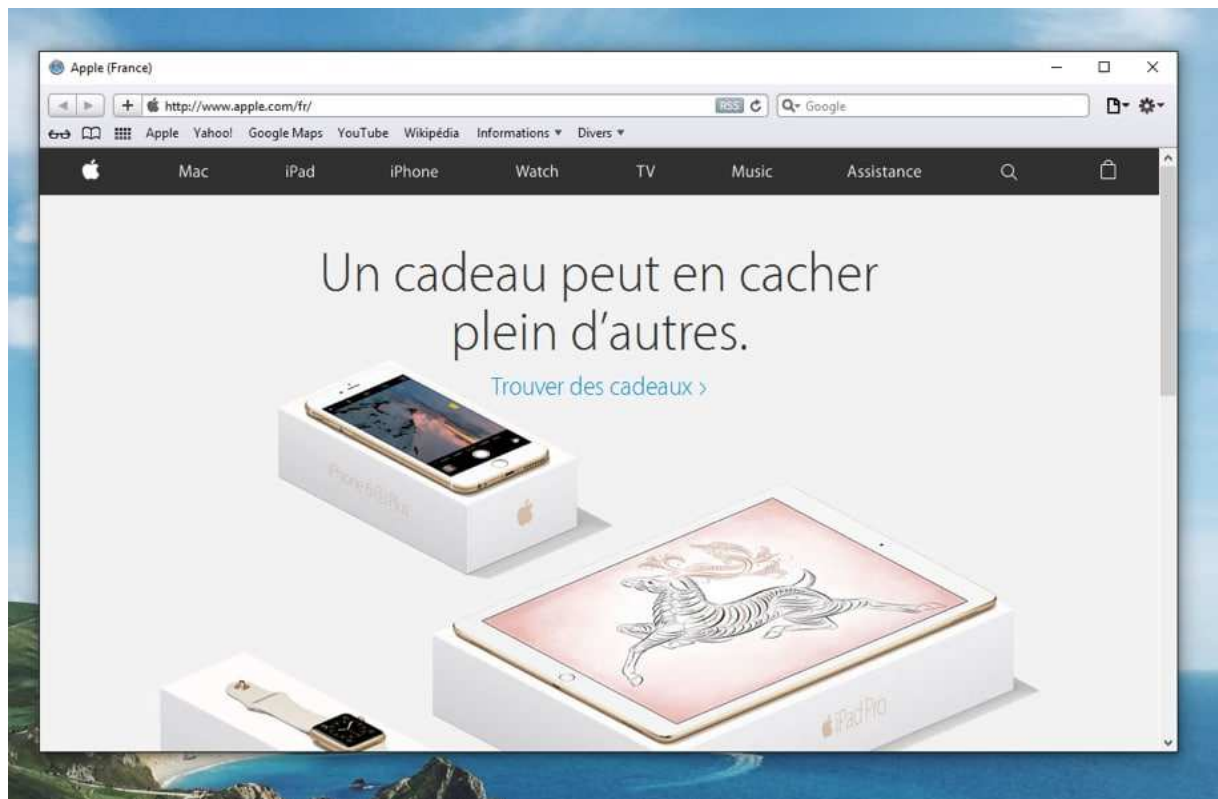 Apple (France)
http://www.apple.com/fr/ RSS Google
Apple Yahoo! Google Maps YouTube Wikipédia Informations Divers
Mac iPad iPhone Watch TV Music Assistance
Un cadeau peut en cacher
plein d'autres.
Trouver des cadeaux >
iPad Pro